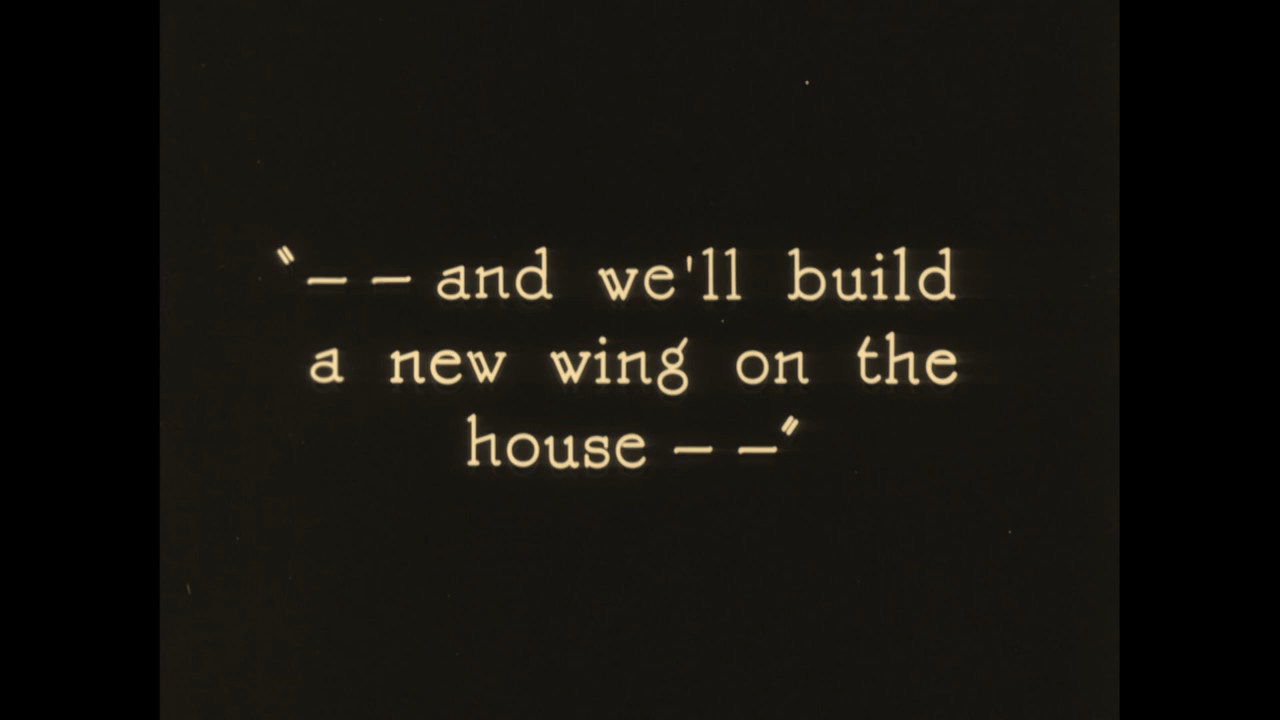 "— — and we'll build
a new wing on the
house — —"